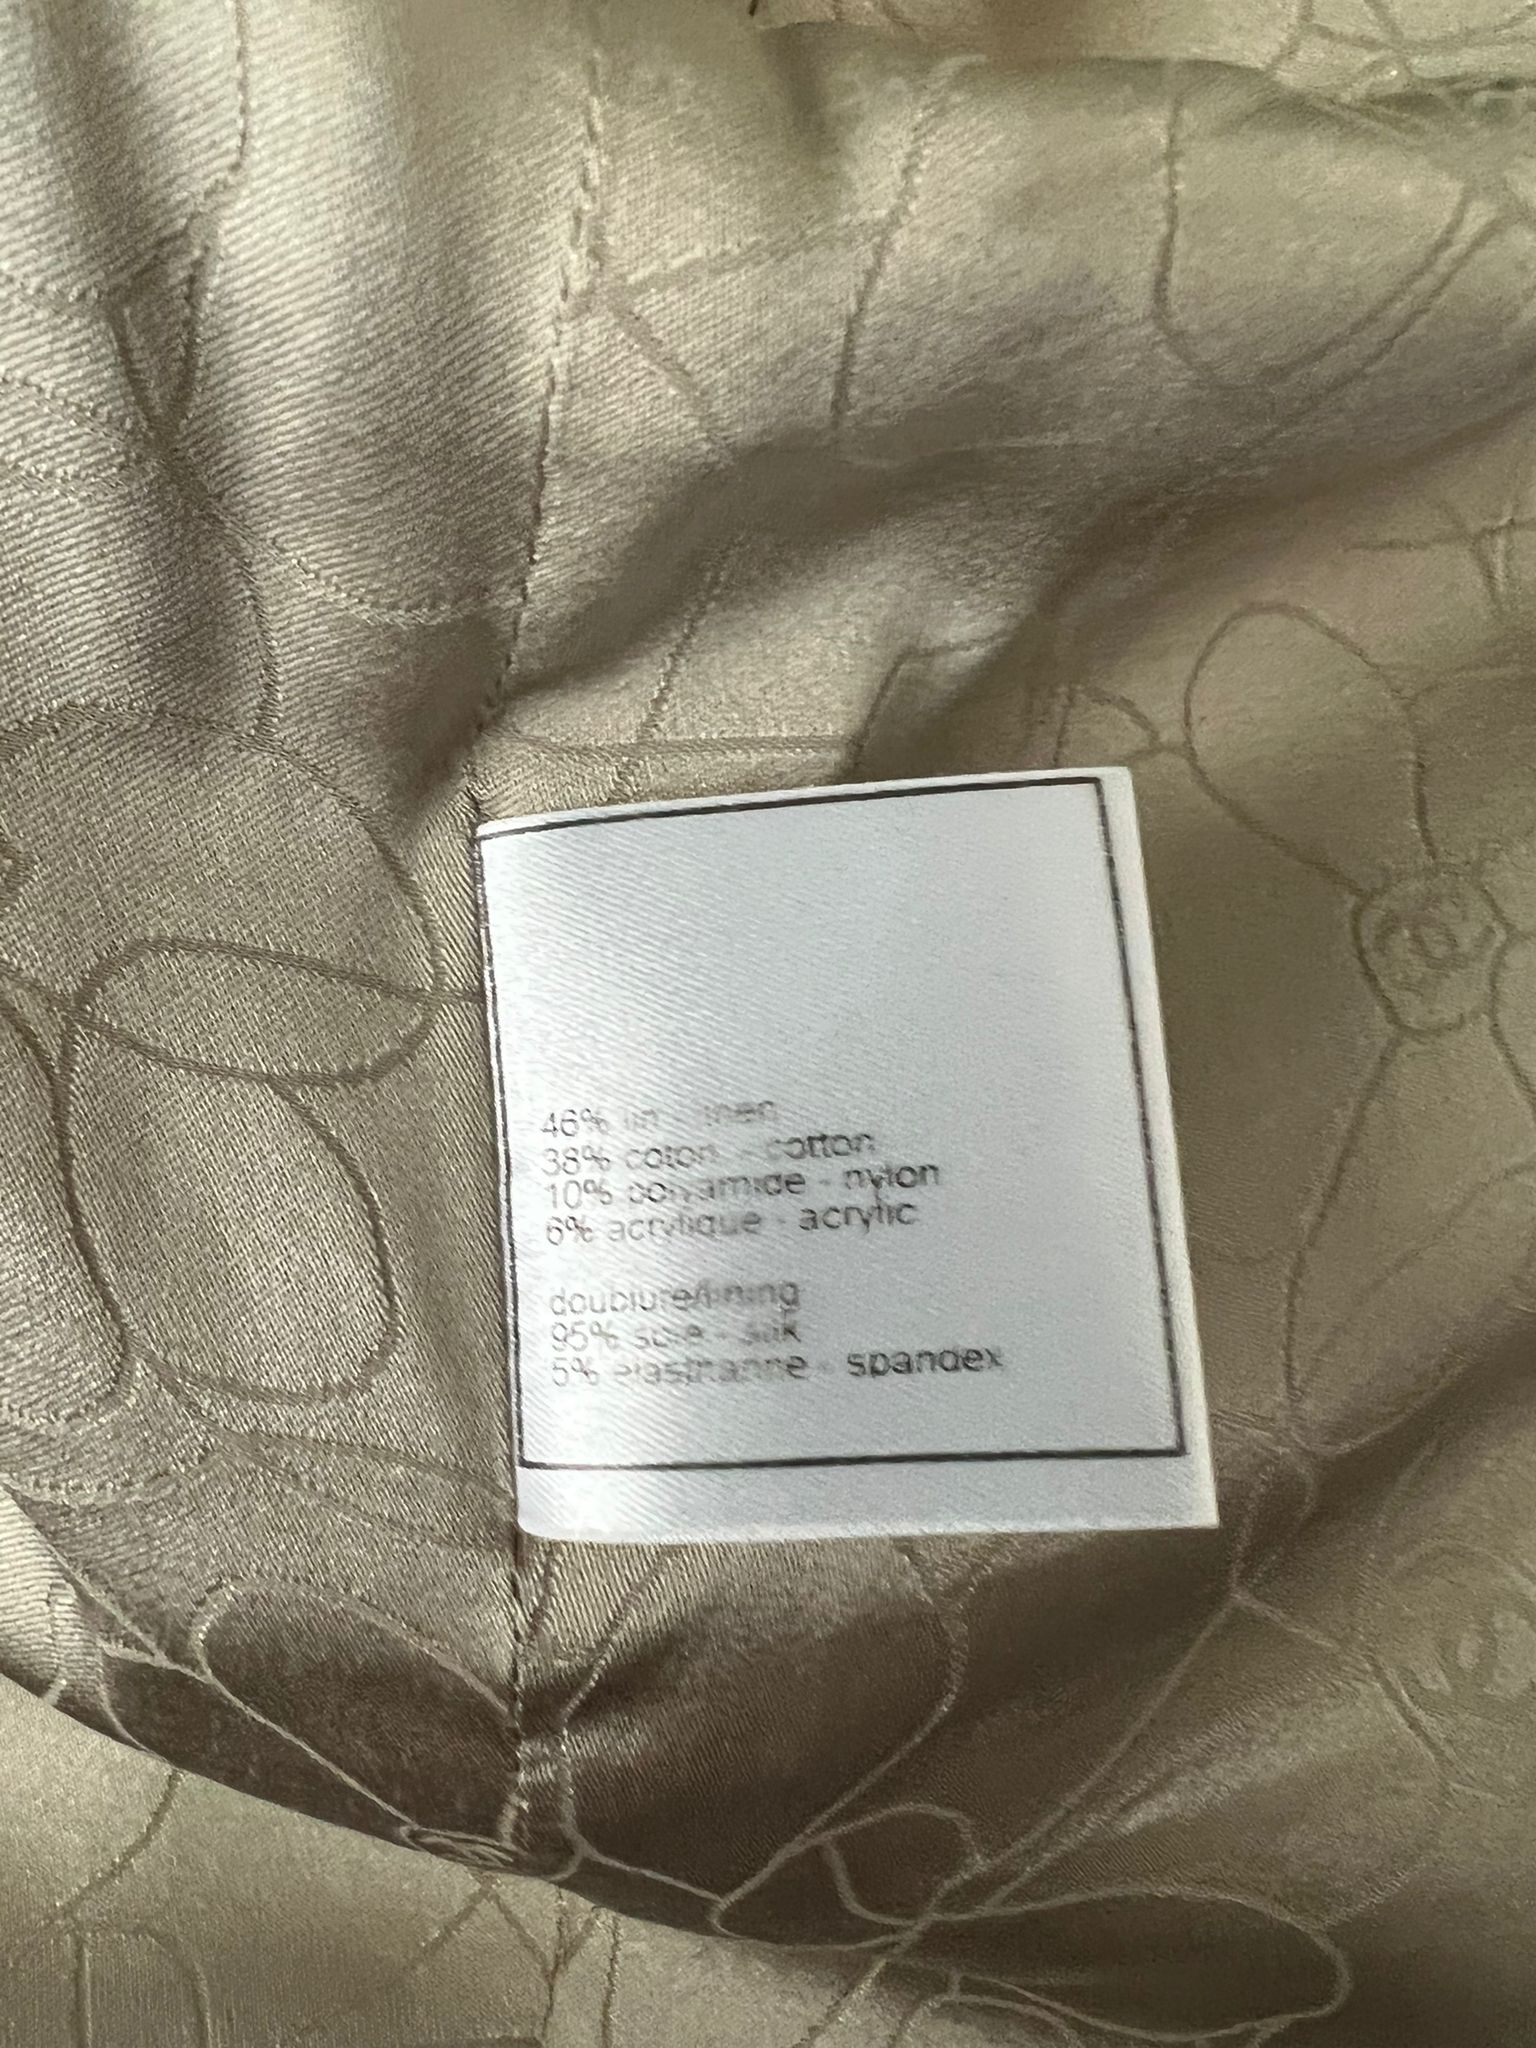 46% lin - linen
38% coton - cotton
10% polyamide - nylon
6% acrylique - acrylic
doublure/lining
95% soie - silk
5% elasthanne - spandex